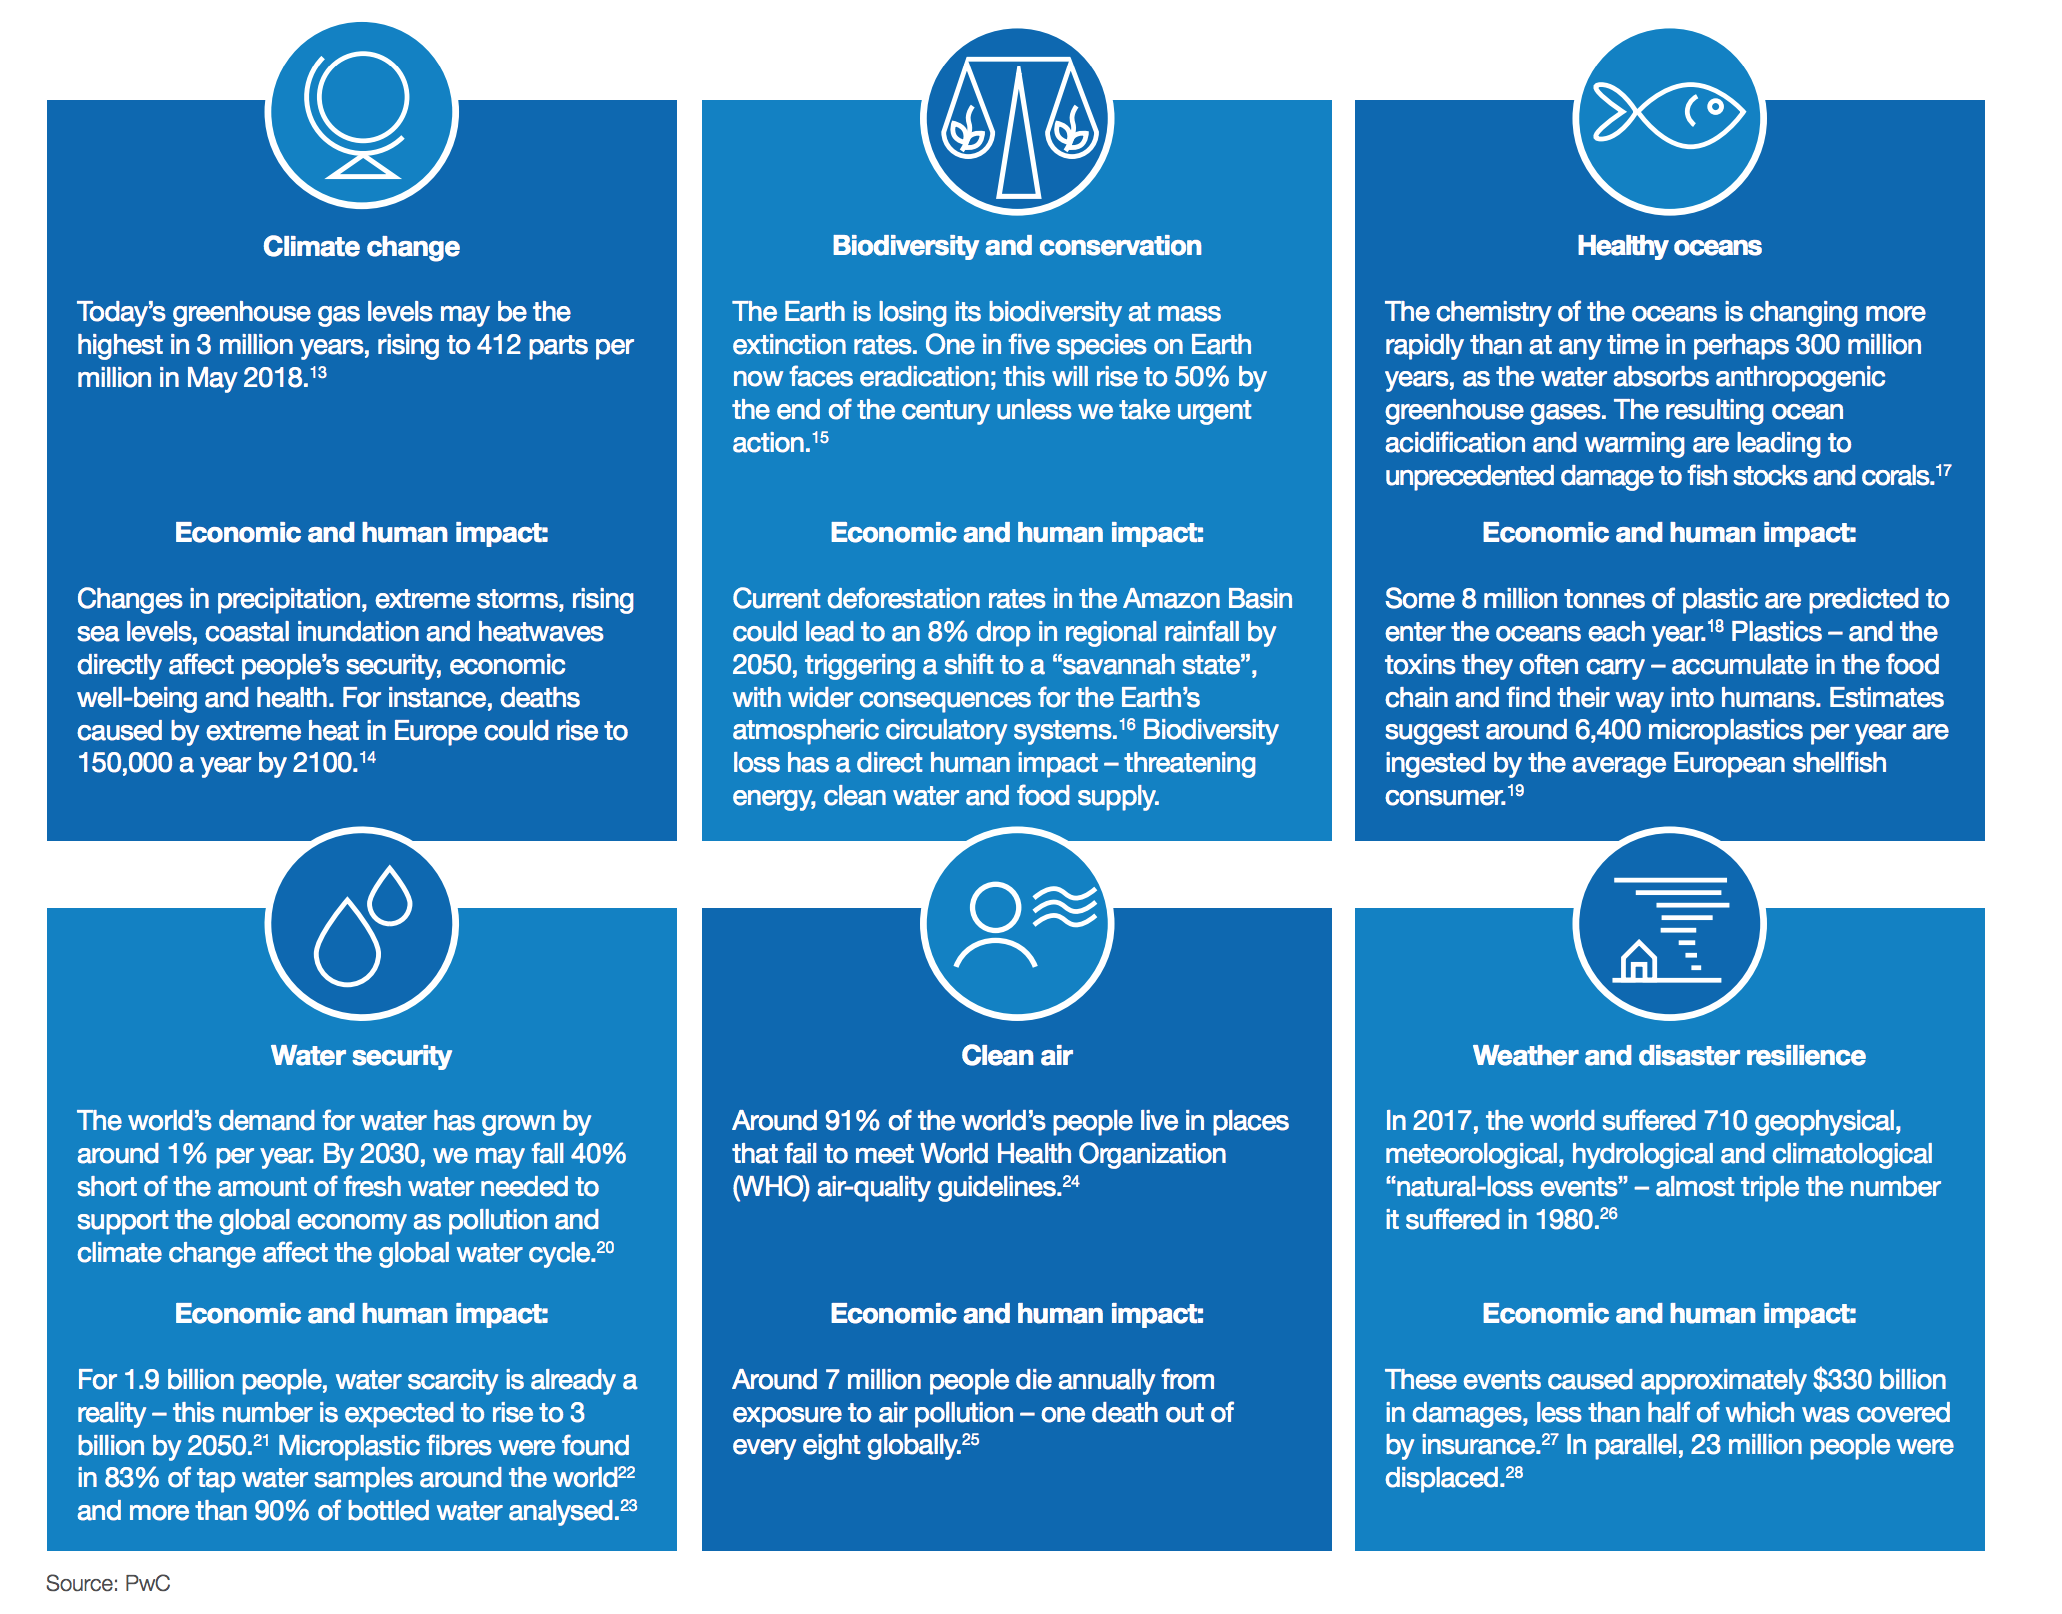 Climate change
Today’s greenhouse gas levels may be the
highest in 3 million years, rising to 412 parts per
million in May 2018.13
Economic and human impact:
Changes in precipitation, extreme storms, rising
sea levels, coastal inundation and heatwaves
directly affect people’s security, economic
well-being and health. For instance, deaths
caused by extreme heat in Europe could rise to
150,000 a year by 2100.14
Biodiversity and conservation
The Earth is losing its biodiversity at mass
extinction rates. One in five species on Earth
now faces eradication; this will rise to 50% by
the end of the century unless we take urgent
action.15
Economic and human impact:
Current deforestation rates in the Amazon Basin
could lead to an 8% drop in regional rainfall by
2050, triggering a shift to a “savannah state”,
with wider consequences for the Earth’s
atmospheric circulatory systems.16 Biodiversity
loss has a direct human impact – threatening
energy, clean water and food supply.
Healthy oceans
The chemistry of the oceans is changing more
rapidly than at any time in perhaps 300 million
years, as the water absorbs anthropogenic
greenhouse gases. The resulting ocean
acidification and warming are leading to
unprecedented damage to fish stocks and corals.17
Economic and human impact:
Some 8 million tonnes of plastic are predicted to
enter the oceans each year.18 Plastics – and the
toxins they often carry – accumulate in the food
chain and find their way into humans. Estimates
suggest around 6,400 microplastics per year are
ingested by the average European shellfish
consumer.19
Water security
The world’s demand for water has grown by
around 1% per year. By 2030, we may fall 40%
short of the amount of fresh water needed to
support the global economy as pollution and
climate change affect the global water cycle.20
Economic and human impact:
For 1.9 billion people, water scarcity is already a
reality – this number is expected to rise to 3
billion by 2050.21 Microplastic fibres were found
in 83% of tap water samples around the world22
and more than 90% of bottled water analysed.23
Clean air
Around 91% of the world’s people live in places
that fail to meet World Health Organization
(WHO) air-quality guidelines.24
Economic and human impact:
Around 7 million people die annually from
exposure to air pollution – one death out of
every eight globally.25
Weather and disaster resilience
In 2017, the world suffered 710 geophysical,
meteorological, hydrological and climatological
“natural-loss events” – almost triple the number
it suffered in 1980.26
Economic and human impact:
These events caused approximately $330 billion
in damages, less than half of which was covered
by insurance.27 In parallel, 23 million people were
displaced.28
Source: PwC